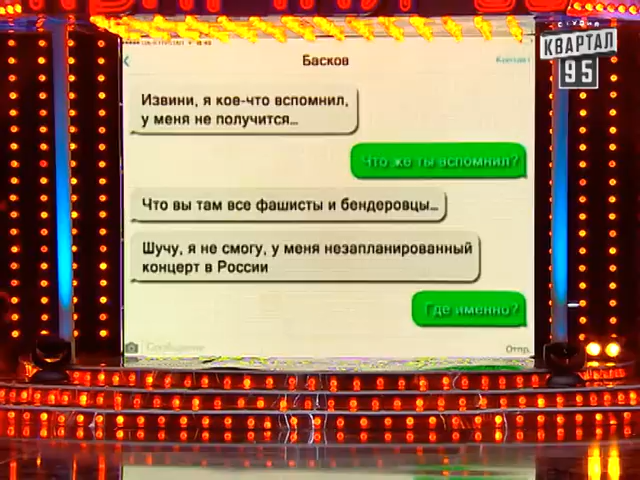 студия
КВАРТАЛ
95
Басков
Контакт
Извини, я кое-что вспомнил,
у меня не получится...
Что же ты вспомнил?
Что вы там все фашисты и бендеровцы...
Шучу, я не смогу, у меня незапланированный
концерт в России
Где именно?
Сообщение
Отпр.